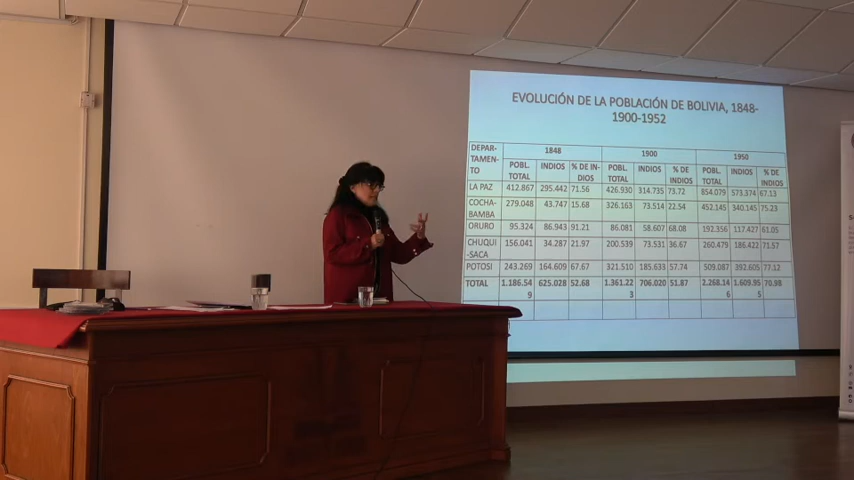 EVOLUCIÓN DE LA POBLACIÓN DE BOLIVIA, 1848-
1900-1952
DEPAR-
TAMEN-
TO 1848 1900 1950
POBL. TOTAL INDIOS % DE IN-DIOS POBL. TOTAL INDIOS % DE INDIOS POBL. TOTAL INDIOS % DE INDIOS
LA PAZ 412.867 295.442 71.56 426.930 314.735 73.72 854.079 573.374 67.13
COCHA-
BAMBA 279.048 43.747 15.68 326.163 73.514 22.54 452.145 340.145 75.23
ORURO 95.324 86.943 91.21 86.081 58.607 68.08 192.356 117.427 61.05
CHUQUI
-SACA 156.041 34.287 21.97 200.539 73.531 36.67 260.479 186.422 71.57
POTOSI 243.269 164.609 67.67 321.510 185.633 57.74 509.087 392.605 77.12
TOTAL 1.186.54 625.028 52.68 1.361.22 706.020 51.87 2.268.14 1.609.95 70,98
9 3 6 5